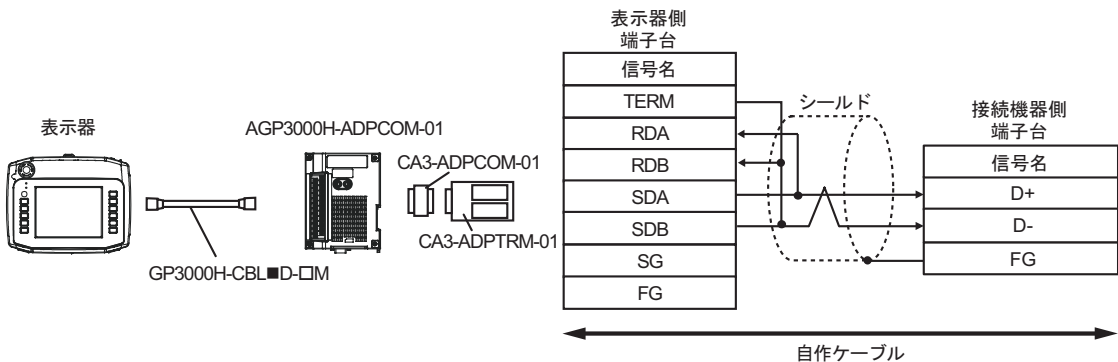 表示器
GP3000H-CBL■D-□M
AGP3000H-ADPCOM-01
CA3-ADPCOM-01
CA3-ADPTRM-01
表示器側
端子台
信号名
TERM
RDA
RDB
SDA
SDB
SG
FG
シールド
接続機器側
端子台
信号名
D+
D-
FG
自作ケーブル